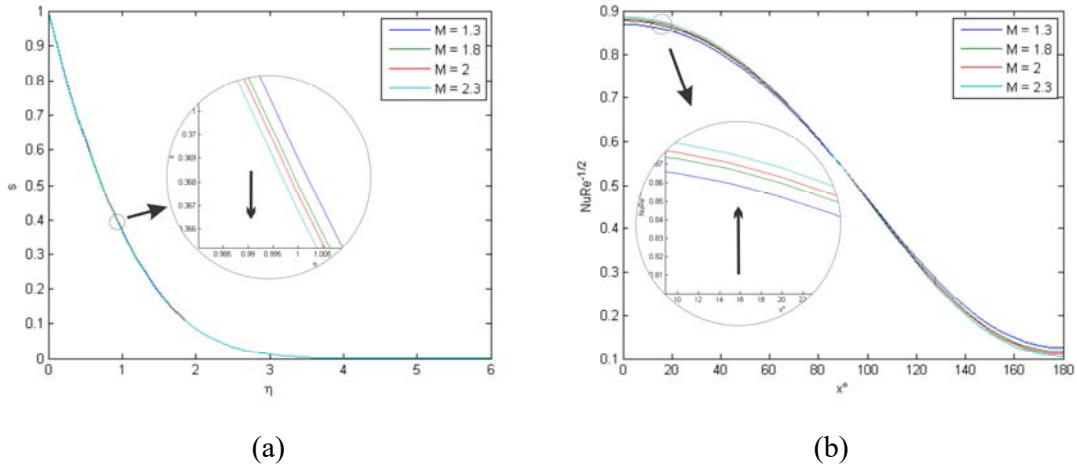 1
0.9
0.8
0.7
0.6
0.5
0.4
0.3
0.2
0.1
0
s
0 1 2 3 4 5 6
η
M = 1.3
M = 1.8
M = 2
M = 2.3
0.37
0.369
0.368
0.366
0.985 0.99 0.995 1 1.005
η
(a)
0.9
0.8
0.7
0.6
0.5
0.4
0.3
0.2
0.1
NuRe-1/2
0 20 40 60 80 100 120 140 160 180
x°
M = 1.3
M = 1.8
M = 2
M = 2.3
0.87
0.86
0.85
0.84
0.82
0.81
10 12 14 16 18 20 22
x°
(b)